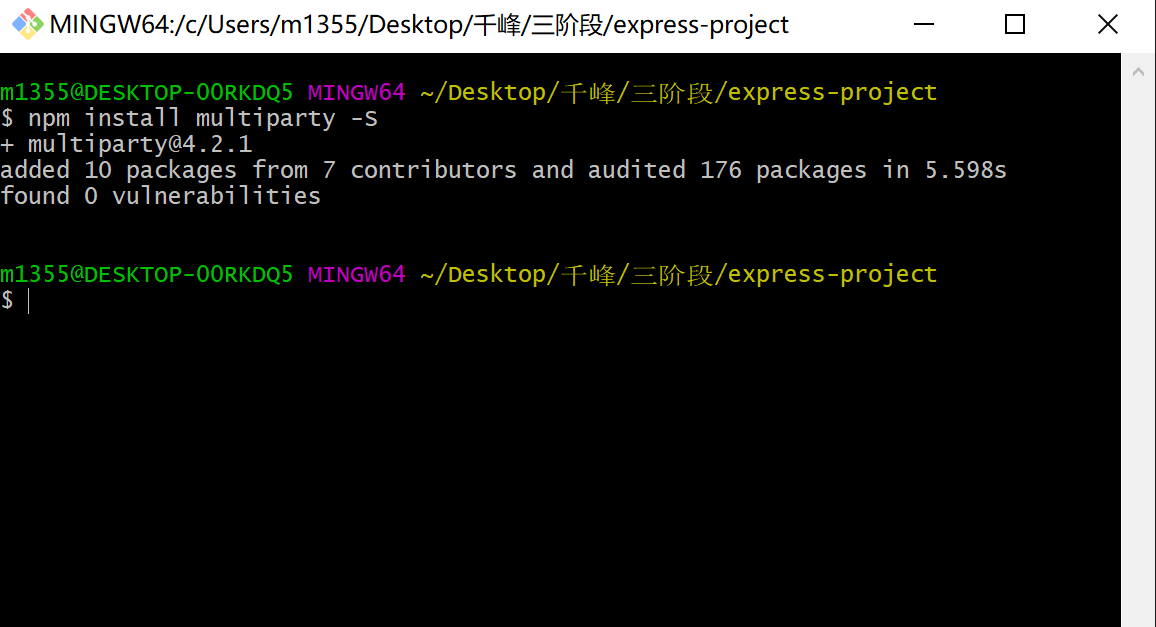 MINGW64:/c/Users/m1355/Desktop/千峰/三阶段/express-project
m1355@DESKTOP-OORKDQ5 MINGW64 ~/Desktop/千峰/三阶段/express-project
$ npm install multiparty -S
+ multiparty@4.2.1
added 10 packages from 7 contributors and audited 176 packages in 5.598s
found 0 vulnerabilities
m1355@DESKTOP-OORKDQ5 MINGW64 ~/Desktop/千峰/三阶段/express-project
$